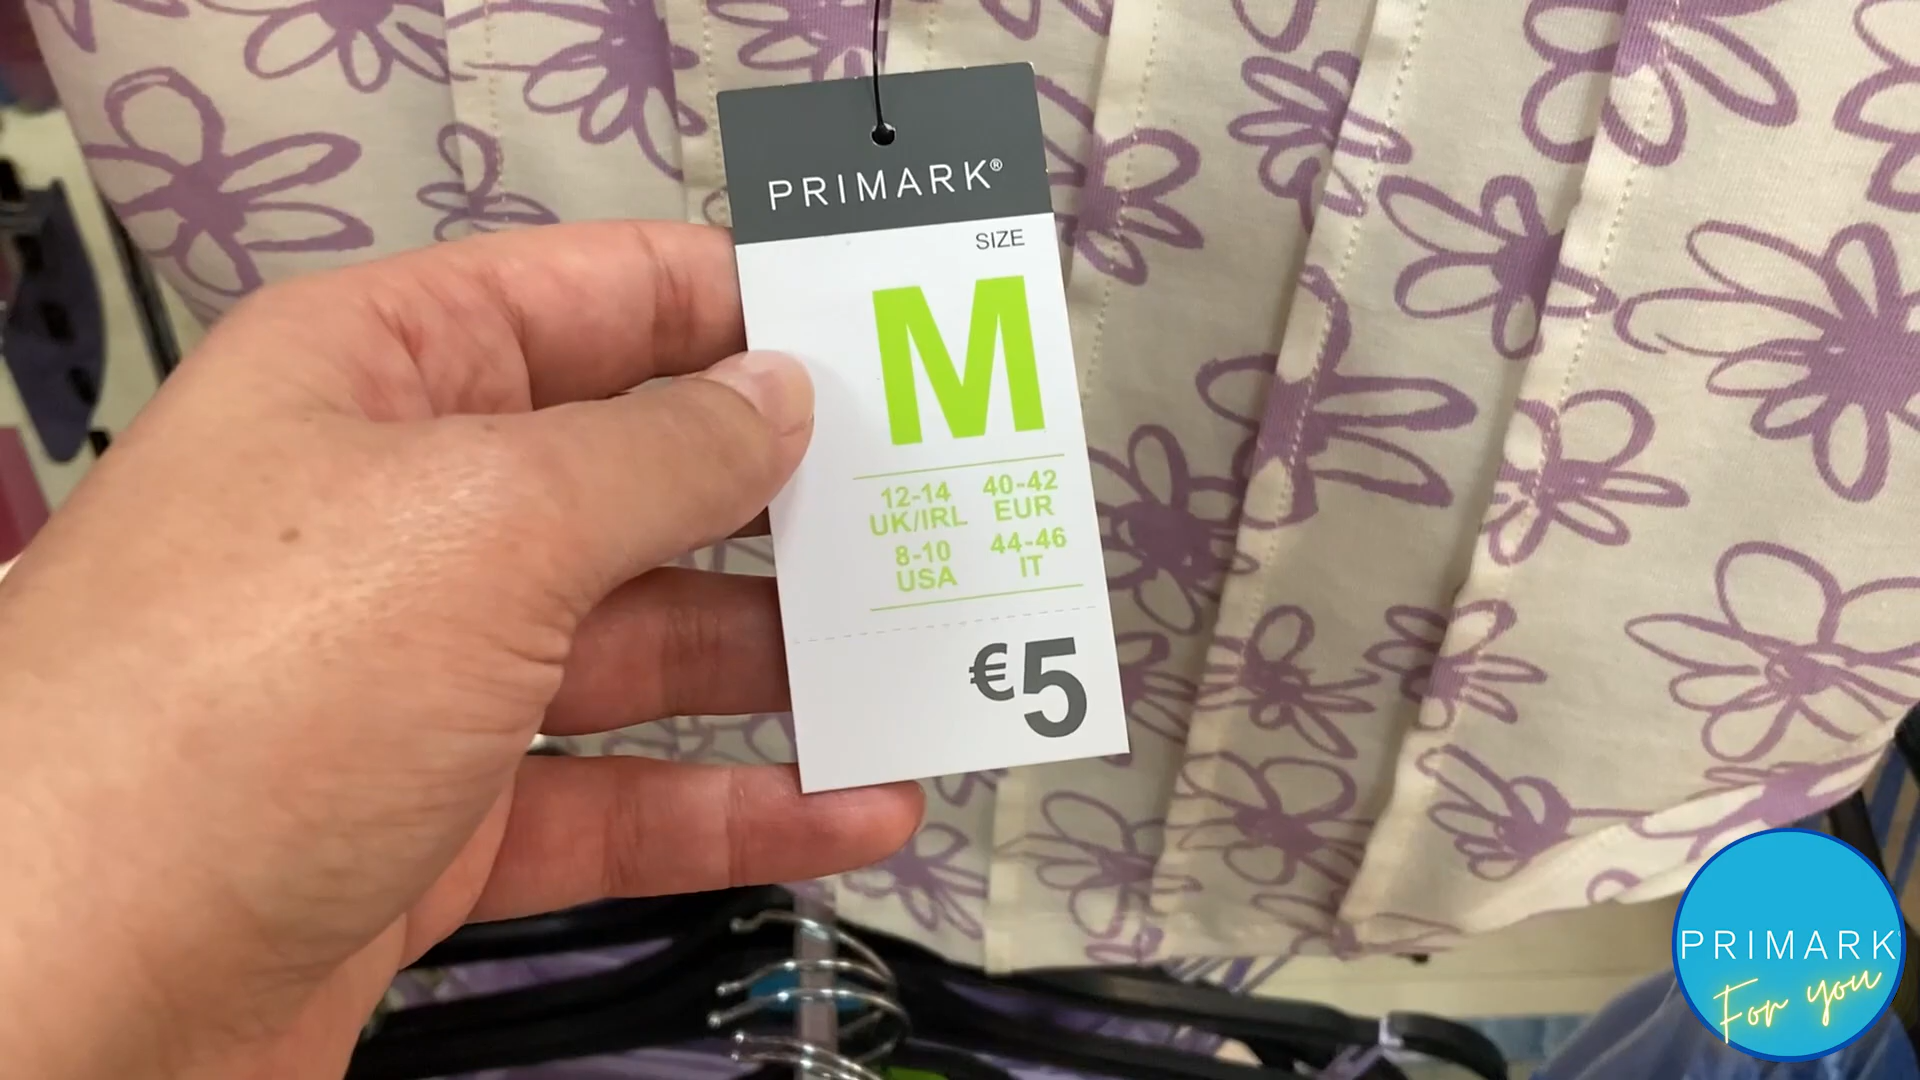 PRIMARK®
SIZE
M
12-14 40-42
UK/IRL EUR
8-10 44-46
USA IT
€5
PRIMARK
For you